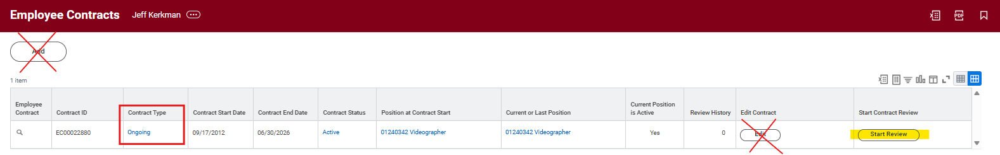 Employee Contracts Jeff Kerkman
PDF
Add
1 item
Employee Contract
Contract ID
Contract Type
Contract Start Date
Contract End Date
Contract Status
Position at Contract Start
Current or Last Position
Current Position is Active
Review History
Edit Contract
Start Contract Review
EC00022880
Ongoing
09/17/2012
06/30/2026
Active
01240342 Videographer
01240342 Videographer
Yes
0
Edit
Start Review